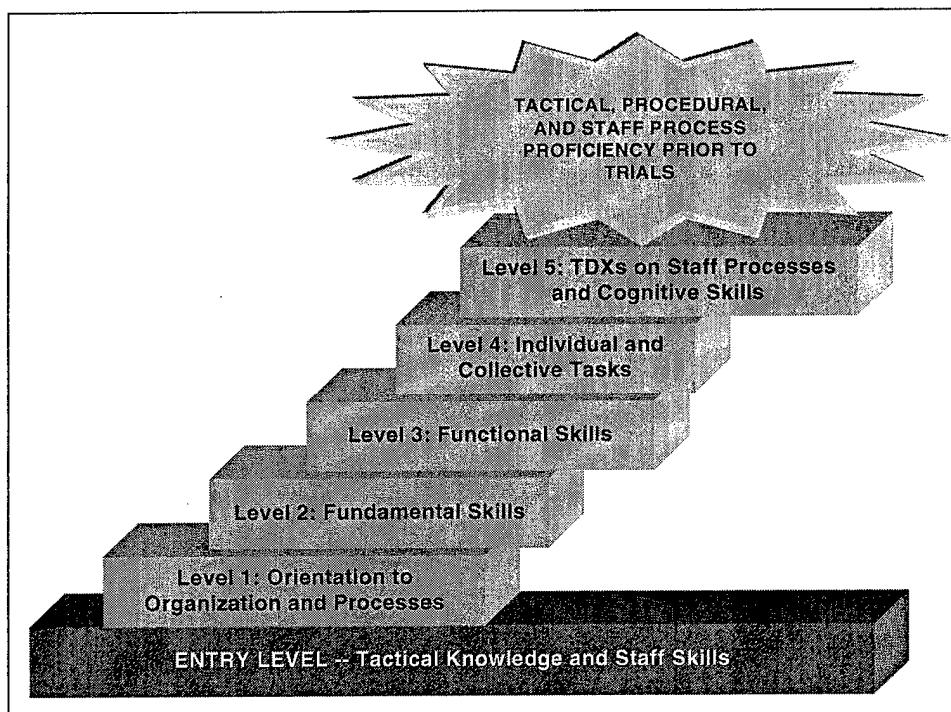 TACTICAL, PROCEDURAL,
AND STAFF PROCESS
PROFICIENCY PRIOR TO
TRIALS
Level 5: TDXs on Staff Processes
and Cognitive Skills
Level 4: Individual and
Collective Tasks
Level 3: Functional Skills
Level 2: Fundamental Skills
Level 1: Orientation to
Organization and Processes
ENTRY LEVEL -- Tactical Knowledge and Staff Skills